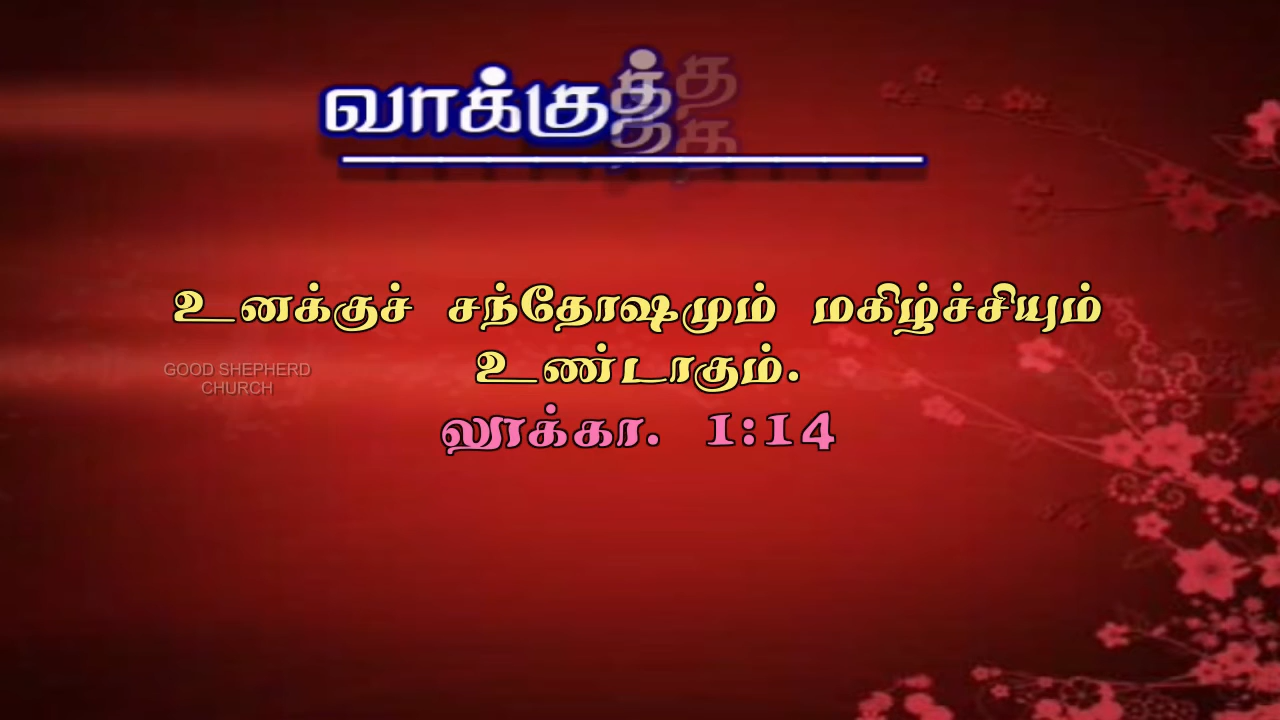 வாக்குத்த
உனக்குச் சந்தோஷமும் மகிழ்ச்சியும்
GOOD SHEPHERD
CHURCH
உண்டாகும்.
லூக்கா. 1:14